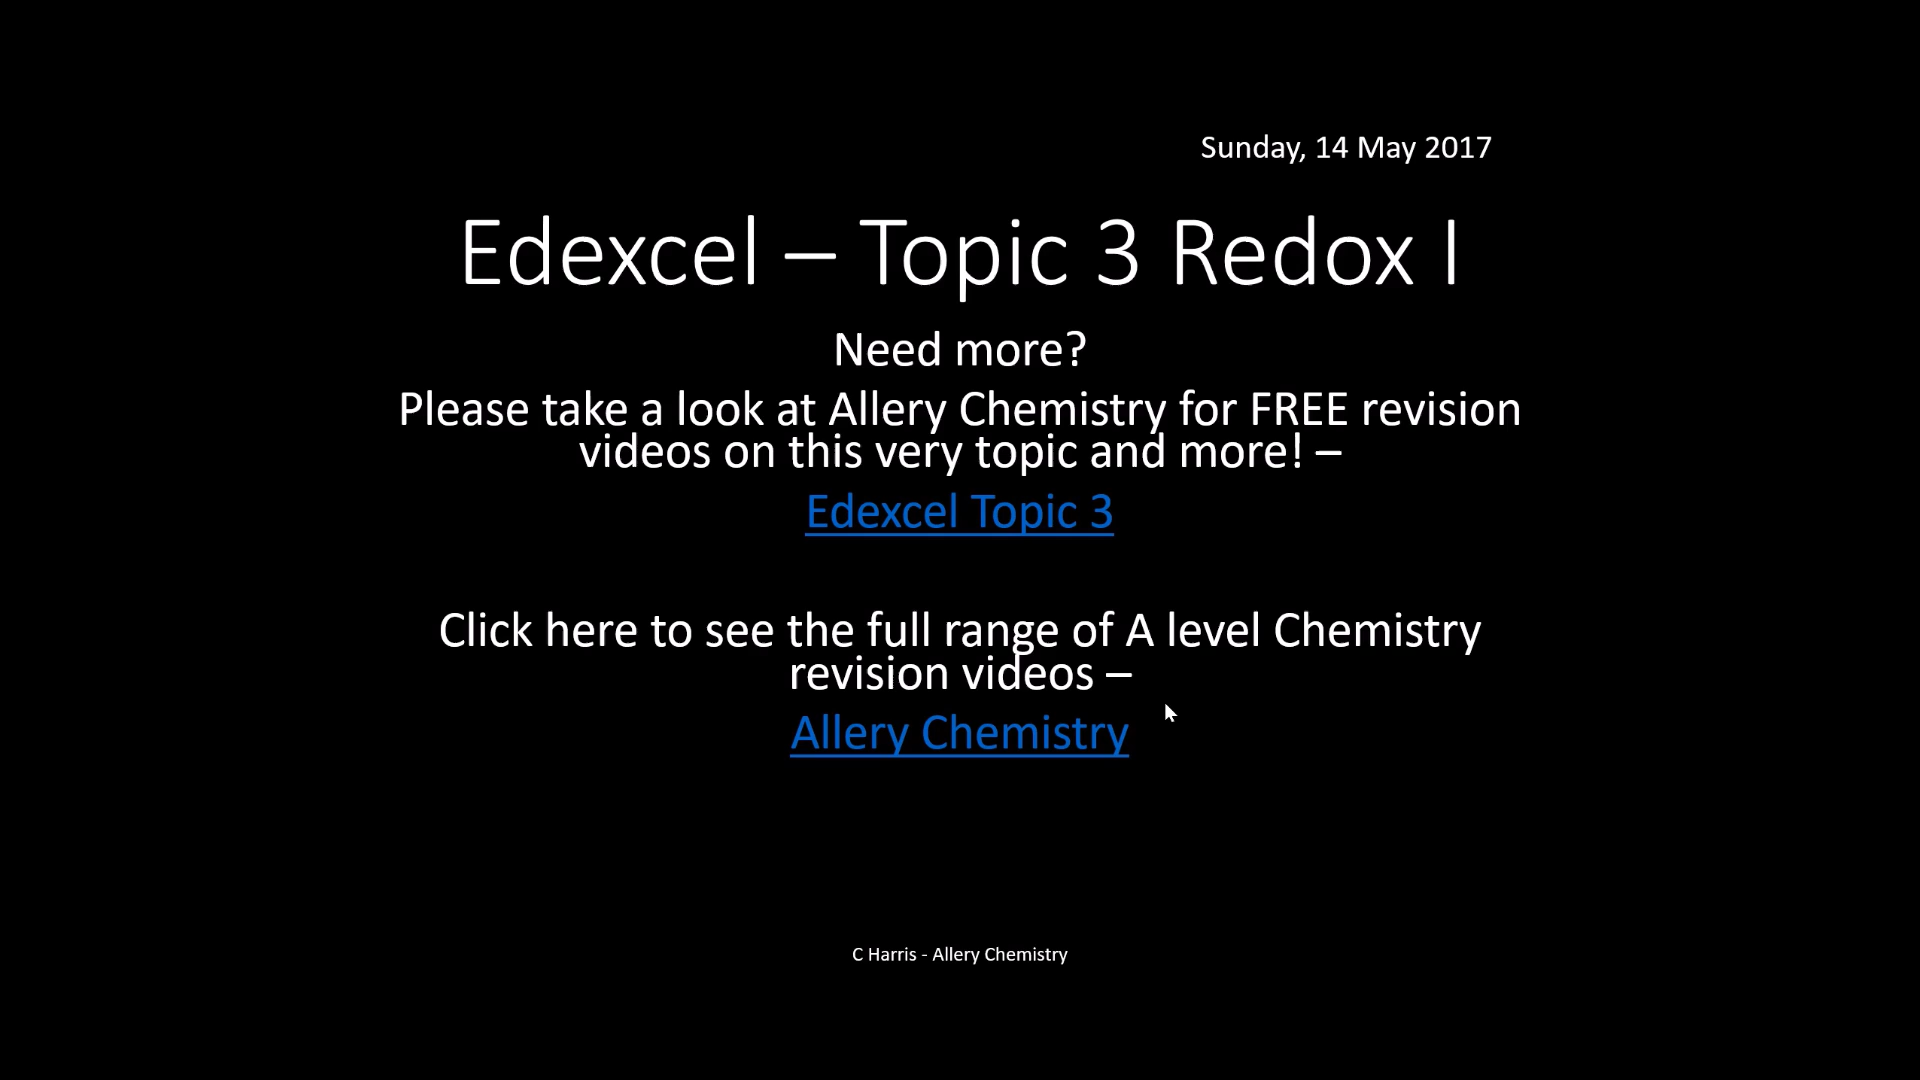 Sunday, 14 May 2017
Edexcel – Topic 3 Redox I
Need more?
Please take a look at Allery Chemistry for FREE revision
videos on this very topic and more! –
Edexcel Topic 3
Click here to see the full range of A level Chemistry
revision videos –
Allery Chemistry
C Harris - Allery Chemistry